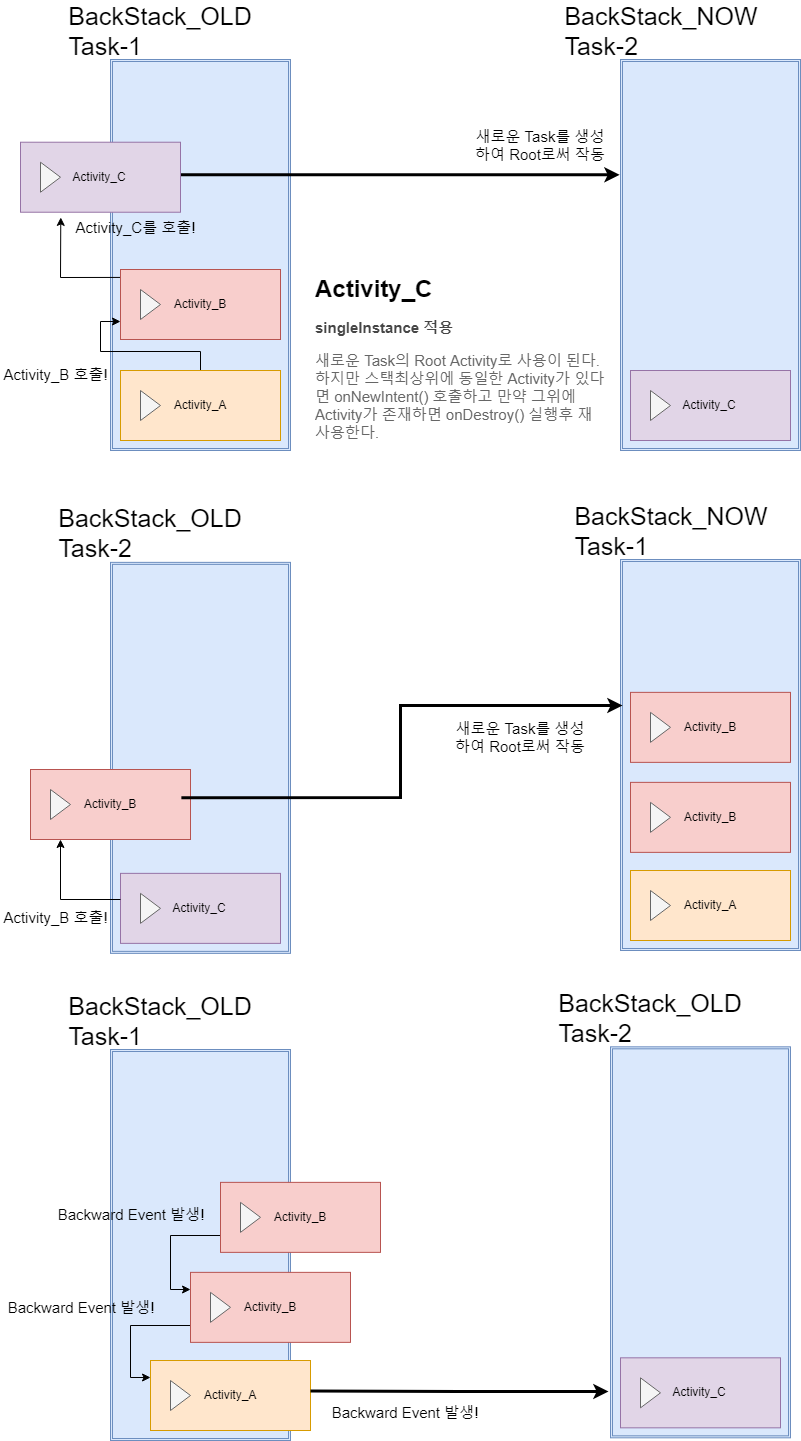 BackStack_OLD
Task-1
BackStack_NOW
Task-2
새로운 Task를 생성
하여 Root로써 작동
Activity_C
Activity_C를 호출!
Activity_B
Activity_B 호출!
Activity_A
Activity_C
singleInstance 적용
새로운 Task의 Root Activity로 사용이 된다.
하지만 스택최상위에 동일한 Activity가 있다
면 onNewIntent() 호출하고 만약 그위에
Activity가 존재하면 onDestroy() 실행후 재
사용한다.
Activity_C
BackStack_OLD
Task-2
BackStack_NOW
Task-1
Activity_B
새로운 Task를 생성
하여 Root로써 작동
Activity_B
Activity_B
Activity_B 호출!
Activity_C
Activity_A
BackStack_OLD
Task-1
BackStack_OLD
Task-2
Backward Event 발생!
Activity_B
Backward Event 발생!
Activity_B
Activity_A
Backward Event 발생!
Activity_C